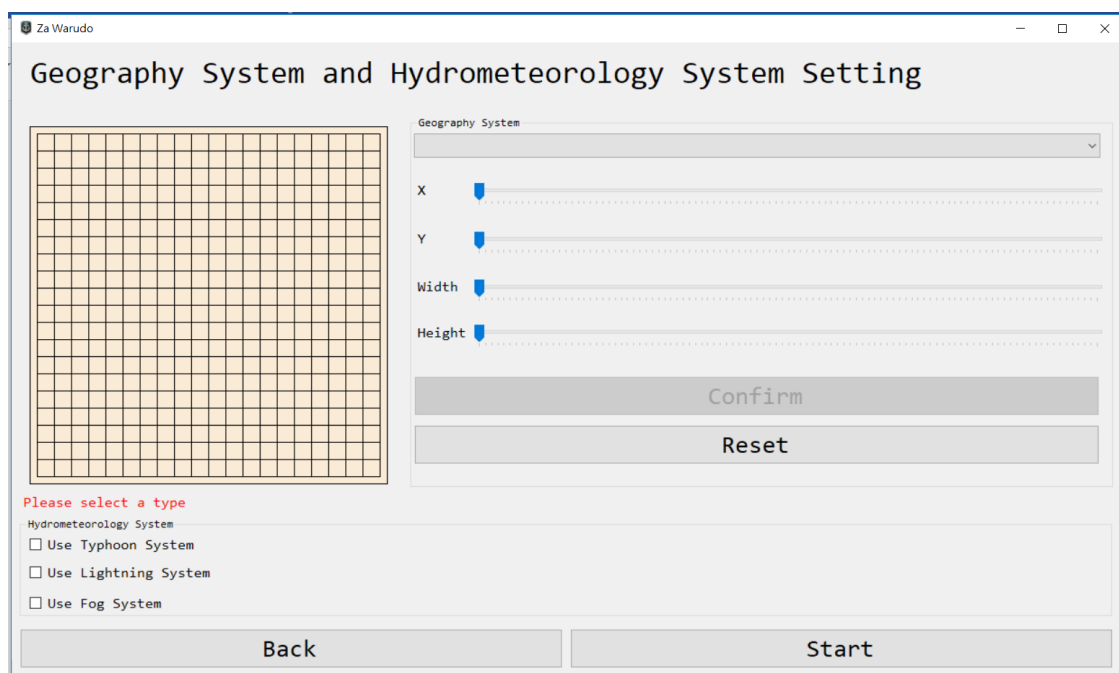 Za Warudo
Geography System and Hydrometeorology System Setting
Geography System
X
Y
Width
Height
Confirm
Reset
Please select a type
Hydrometeorology System
Use Typhoon System
Use Lightning System
Use Fog System
Back
Start